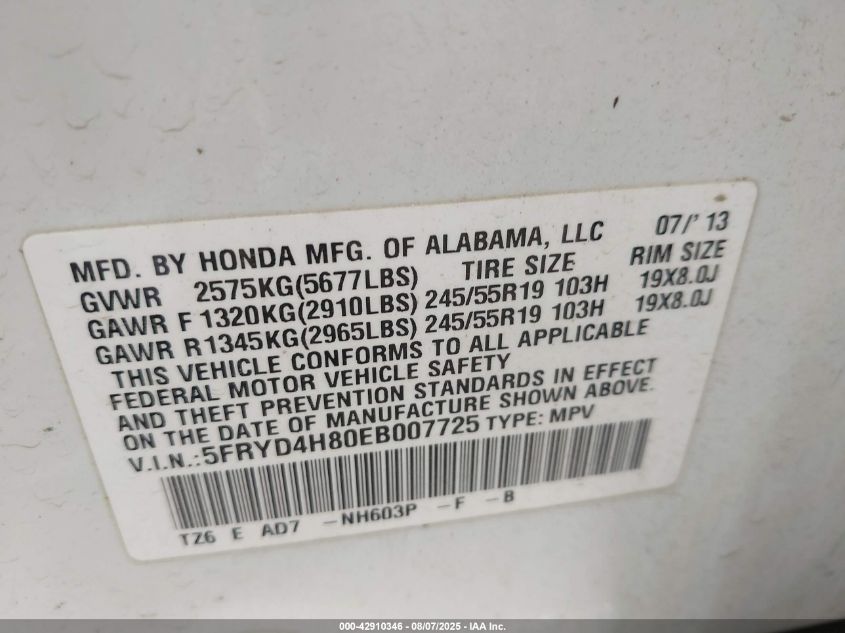 MFD. BY HONDA MFG. OF ALABAMA, LLC 07/' 13
GVWR 2575KG(5677LBS) TIRE SIZE RIM SIZE
GAWR F 1320KG(2910LBS) 245/55R19 103H 19X8.0J
GAWR R1345KG(2965LBS) 245/55R19 103H 19X8.0J
THIS VEHICLE CONFORMS TO ALL APPLICABLE
FEDERAL MOTOR VEHICLE SAFETY
AND THEFT PREVENTION STANDARDS IN EFFECT
ON THE DATE OF MANUFACTURE SHOWN ABOVE.
V.I.N.:5FRYD4H80EB007725 TYPE: MPV
TZ6 E AD7 -NH603P -F -B
000-42910346 - 08/07/2025 - IAA Inc.